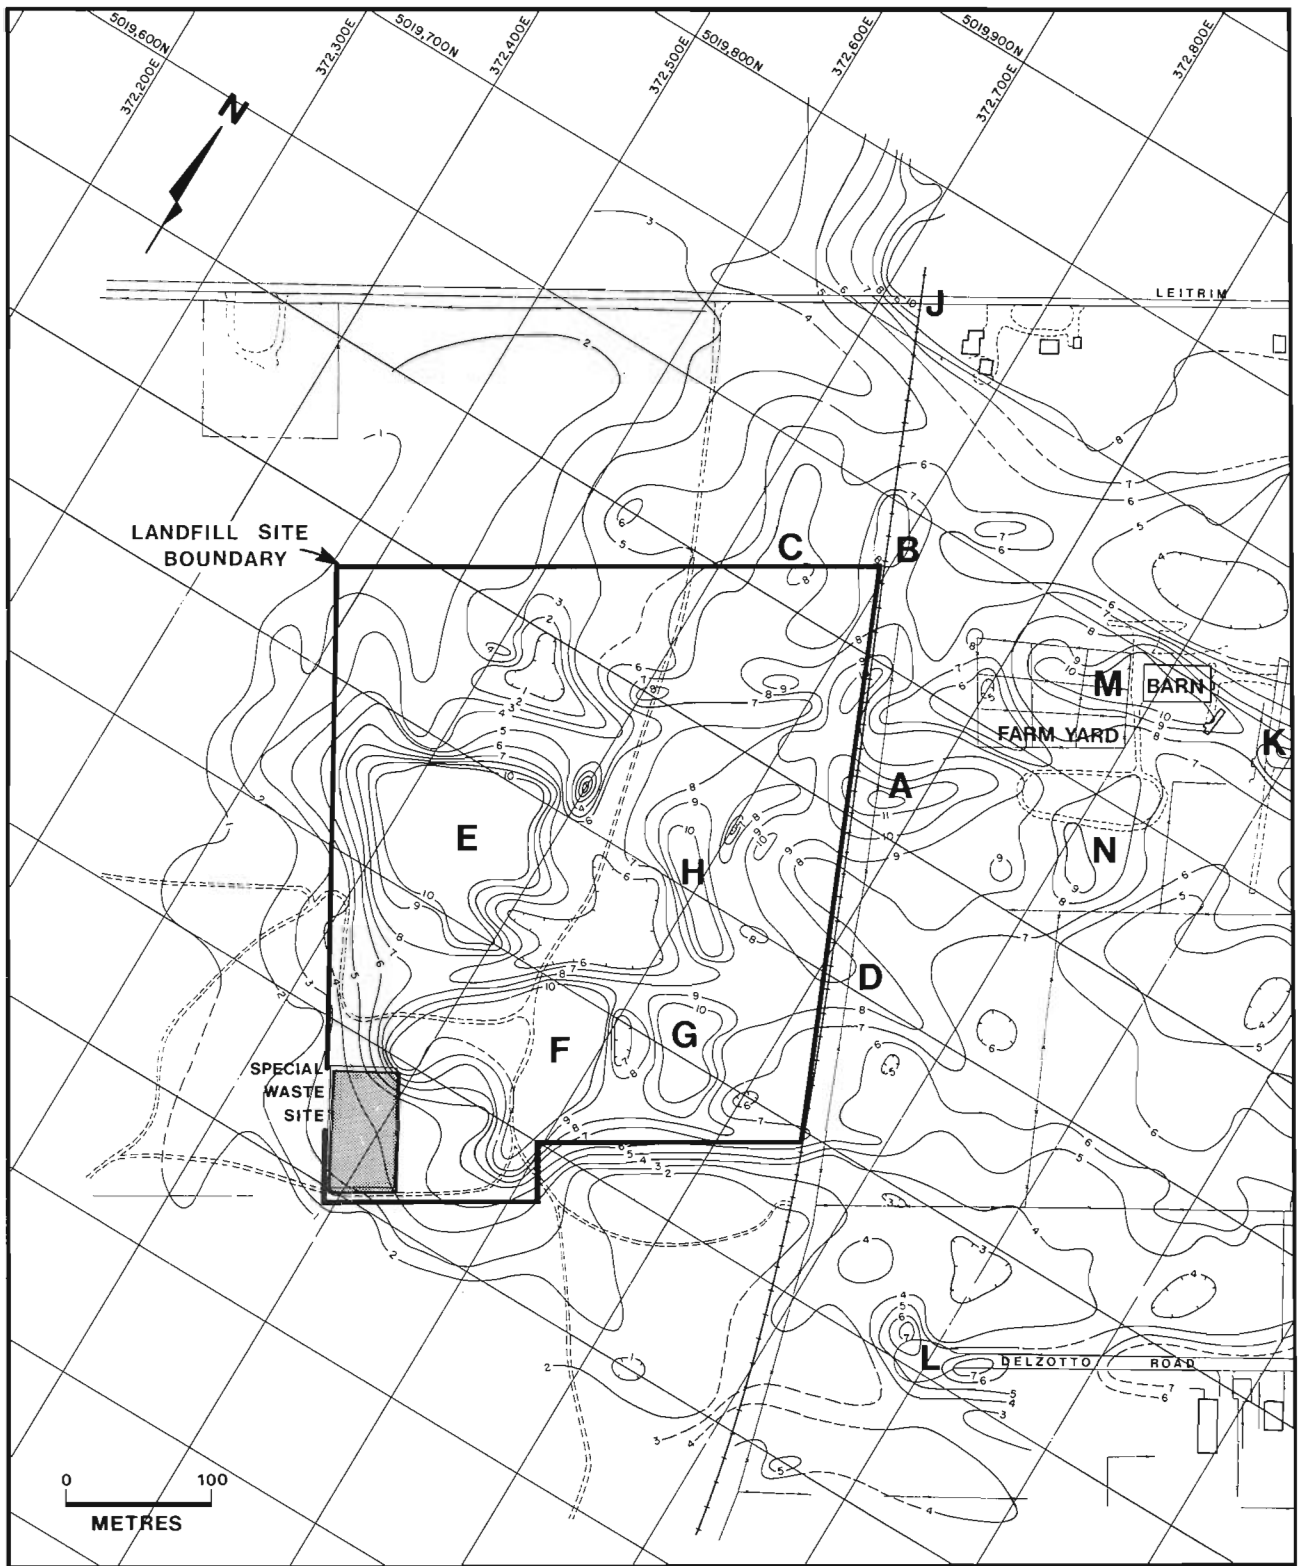 5019,600N
372,200E
372,300E
5019,700N
372,400E
372,500E
5019,800N
372,600E
5019,900N
372,700E
372,800E
N
LEITRIM
J
LANDFILL SITE
BOUNDARY
C
B
M
BARN
FARM YARD
K
A
E
H
N
D
F
G
SPECIAL
WASTE
SITE
L
DELZOTTO ROAD
0 100
METRES